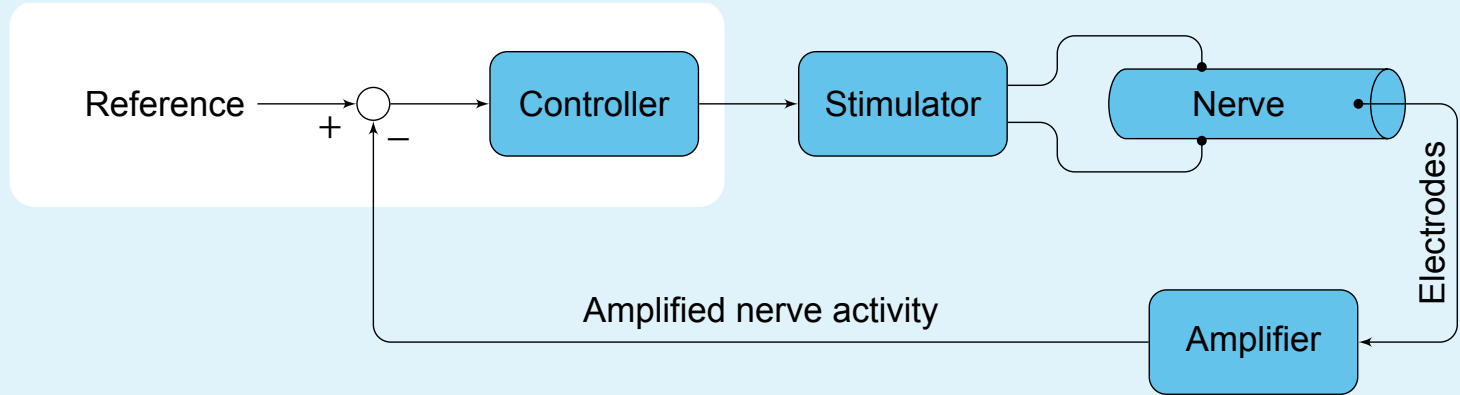 Reference
+
−
Controller
Stimulator
Nerve
Electrodes
Amplified nerve activity
Amplifier